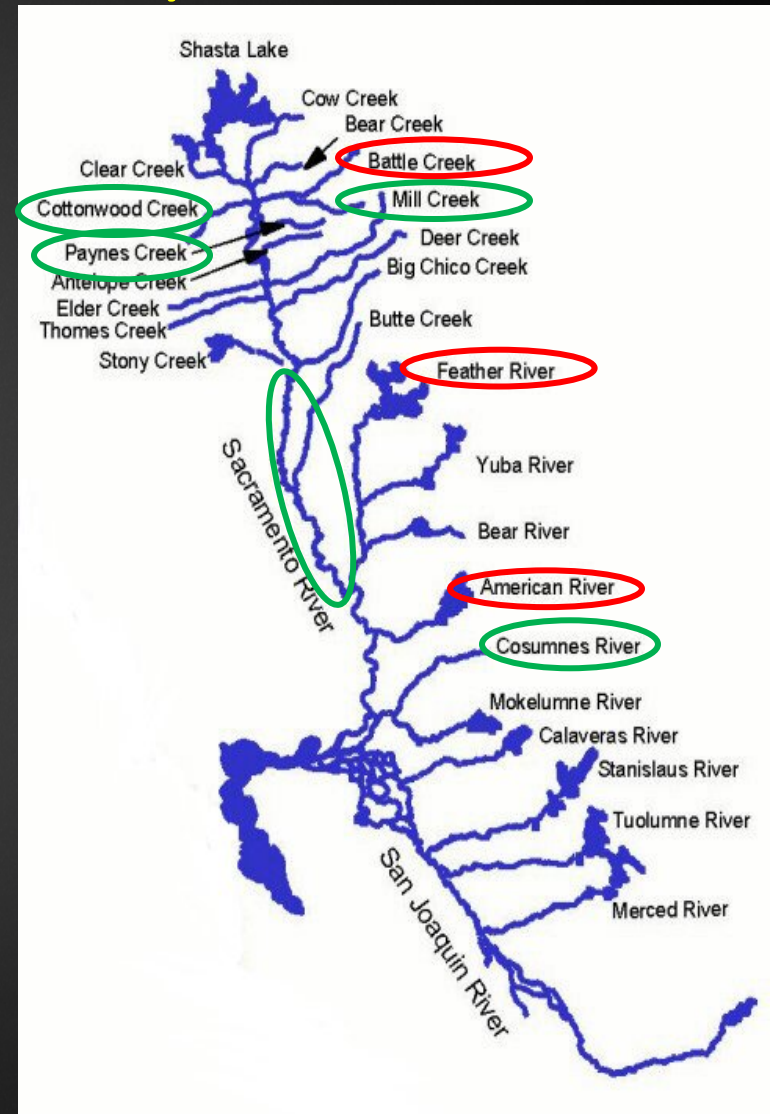 Shasta Lake
Cow Creek
Bear Creek
Battle Creek
Clear Creek
Mill Creek
Cottonwood Creek
Deer Creek
Paynes Creek
Big Chico Creek
Antelope Creek
Elder Creek
Butte Creek
Thomes Creek
Stony Creek
Feather River
Yuba River
Sacramento River
Bear River
American River
Cosumnes River
Mokelumne River
Calaveras River
Stanislaus River
Tuolumne River
San Joaquin River
Merced River